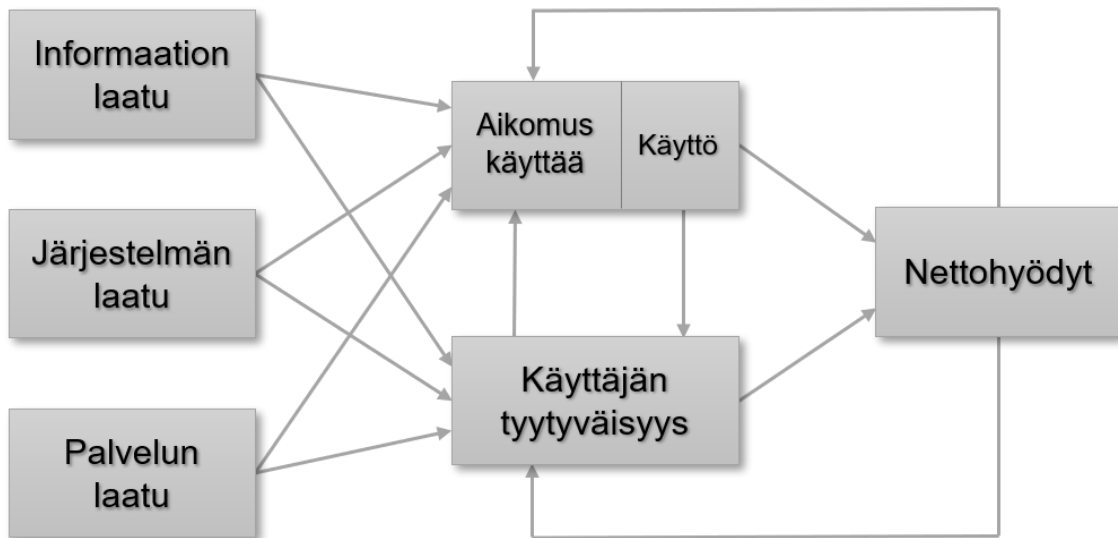 Informaation
laatu
Järjestelmän
laatu
Palvelun
laatu
Aikomus
käyttää
Käyttö
Käyttäjän
tyytyväisyys
Nettohyödyt